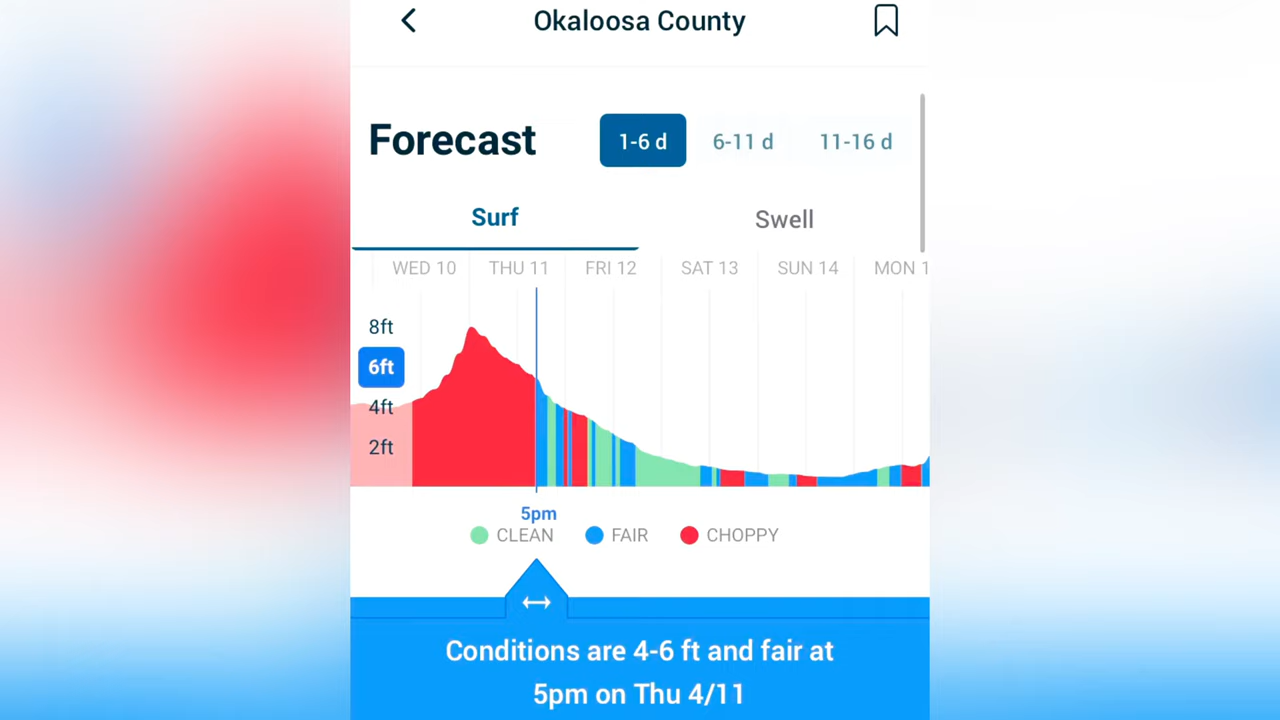 Okaloosa County
Forecast
1-6 d
6-11 d
11-16 d
Surf
Swell
WED 10
THU 11
FRI 12
SAT 13
SUN 14
MON 1
8ft
6ft
4ft
2ft
5pm
CLEAN
FAIR
CHOPPY
Conditions are 4-6 ft and fair at
5pm on Thu 4/11